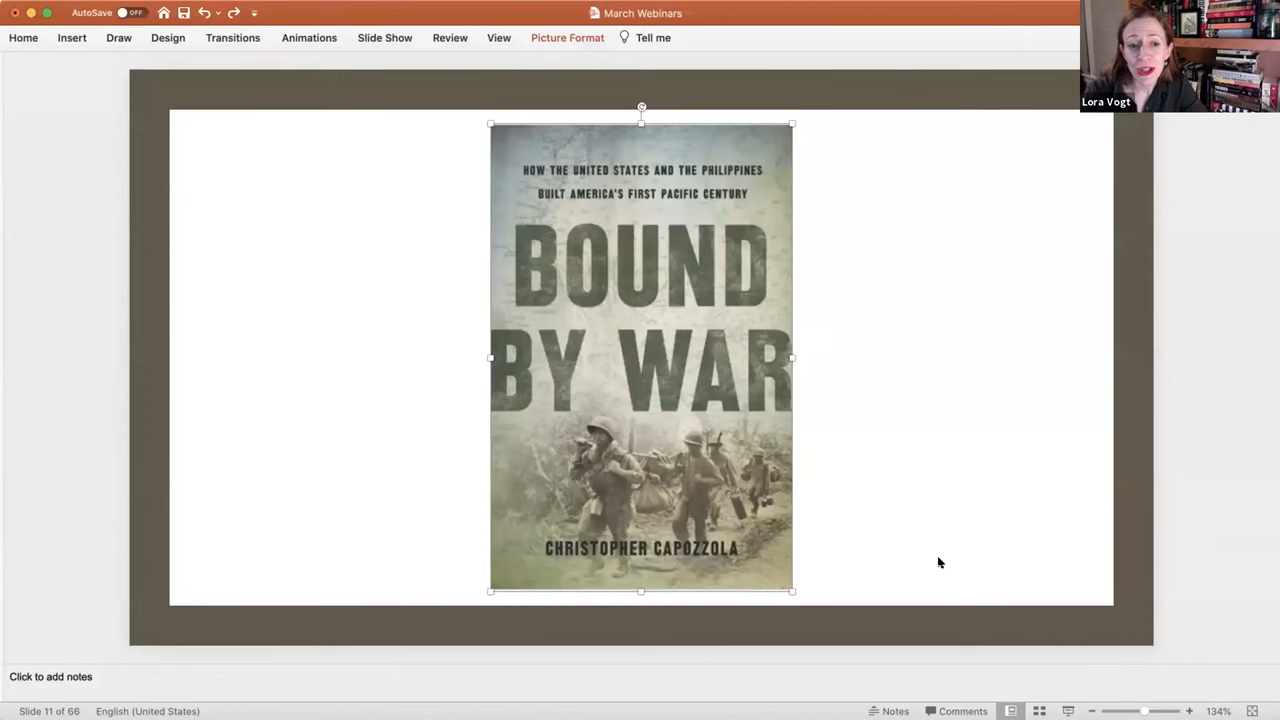 AutoSave
OFF
March Webinars
Home
Insert
Draw
Design
Transitions
Animations
Slide Show
Review
View
Picture Format
Tell me
Lora Vogt
HOW THE UNITED STATES AND THE PHILIPPINES
BUILT AMERICA'S FIRST PACIFIC CENTURY
BOUND
BY WAR
CHRISTOPHER CAPOZZOLA
Click to add notes
Slide 11 of 66
English (United States)
Notes
Comments
134%